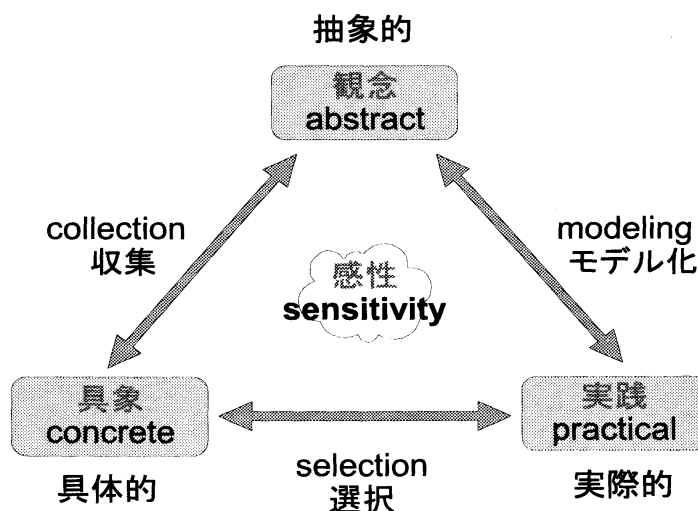 抽象的
観念
abstract
collection
収集
modeling
モデル化
感性
sensitivity
具象
concrete
実践
practical
selection
選択
具体的
実際的